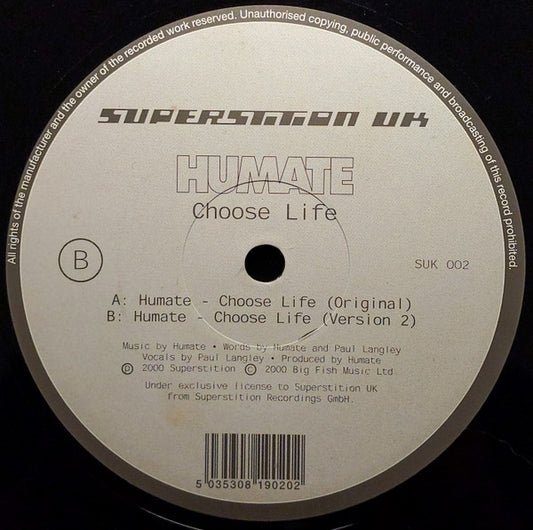 All rights of the manufacturer and the owner of the recorded work reserved. Unauthorised copying, public performance and broadcasting of this record prohibited.
SUPERSTITION UK
HUMATE
Choose Life
B
SUK 002
A: Humate - Choose Life (Original)
B: Humate - Choose Life (Version 2)
Music by Humate • Words by Humate and Paul Langley
Vocals by Paul Langley • Produced by Humate
℗ 2000 Superstition © 2000 Big Fish Music Ltd
Under exclusive license to Superstition UK
from Superstition Recordings GmbH.
5 035308 190202